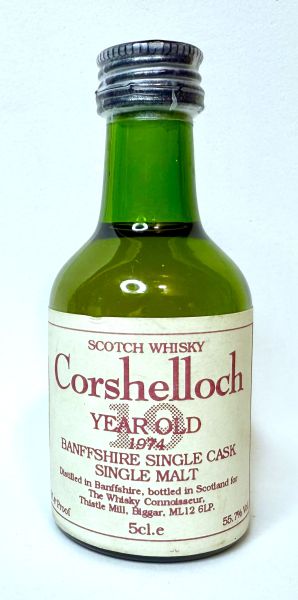 SCOTCH WHISKY
Corshelloch
19
YEAR OLD
1974
BANFFSHIRE SINGLE CASK
SINGLE MALT
Distilled in Banffshire, bottled in Scotland for
The Whisky Connoisseur,
Thistle Mill, Biggar, ML12 6LP.
Proof
55.7% Vol
5cl.e